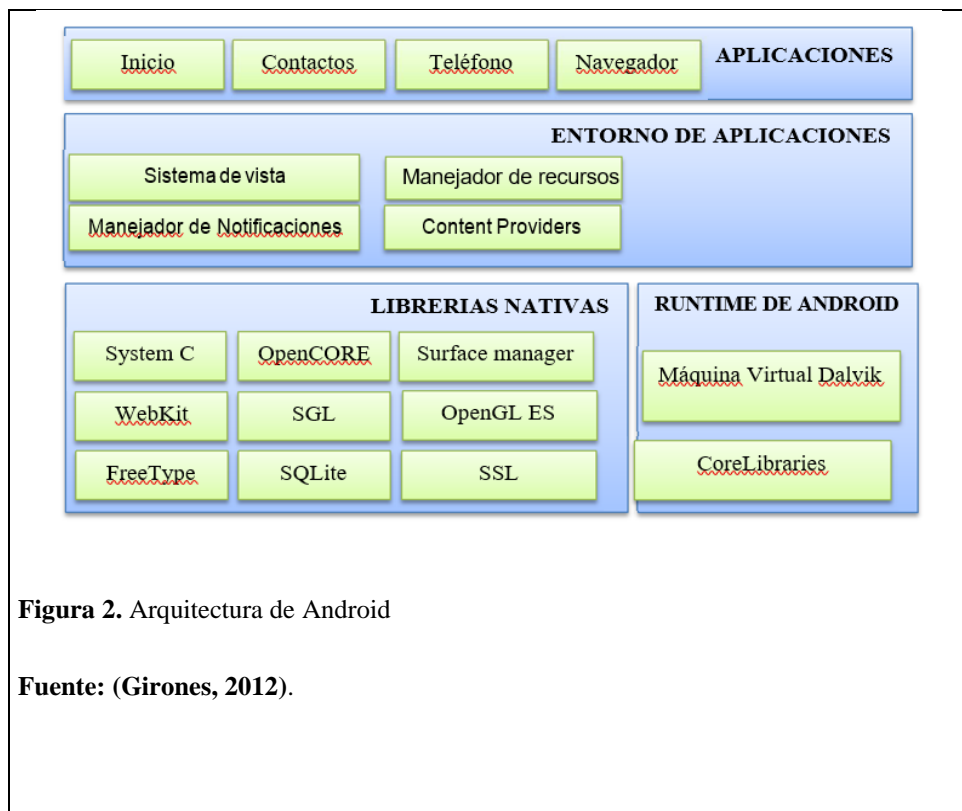 Inicio Contactos Teléfono Navegador APLICACIONES
ENTORNO DE APLICACIONES
Sistema de vista Manejador de recursos
Manejador de Notificaciones Content Providers
LIBRERIAS NATIVAS
System C OpenCORE Surface manager
WebKit SGL OpenGL ES
FreeType SQLite SSL
RUNTIME DE ANDROID
Máquina Virtual Dalvik
CoreLibraries
Figura 2. Arquitectura de Android
Fuente: (Girones, 2012).